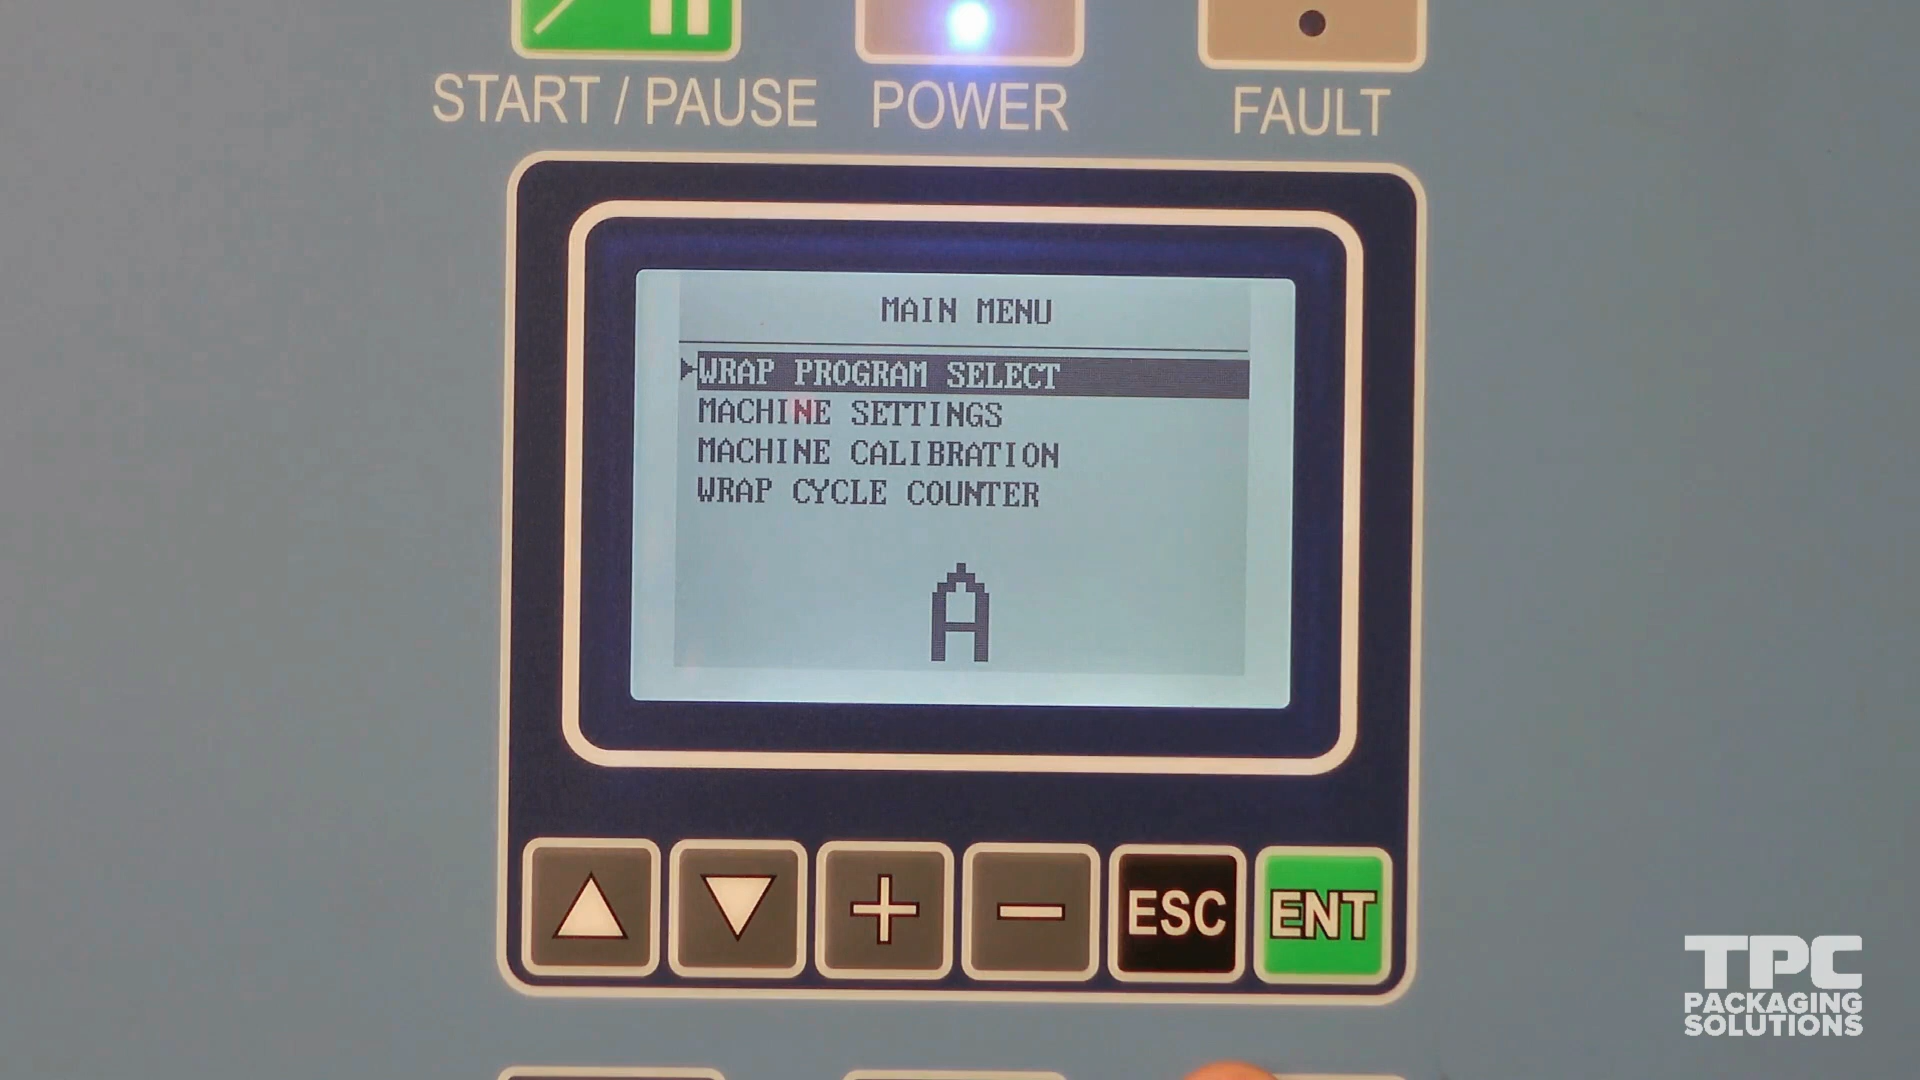 START / PAUSE
POWER
FAULT
MAIN MENU
WRAP PROGRAM SELECT
MACHINE SETTINGS
MACHINE CALIBRATION
WRAP CYCLE COUNTER
A
ESC
ENT
TPC
PACKAGING
SOLUTIONS